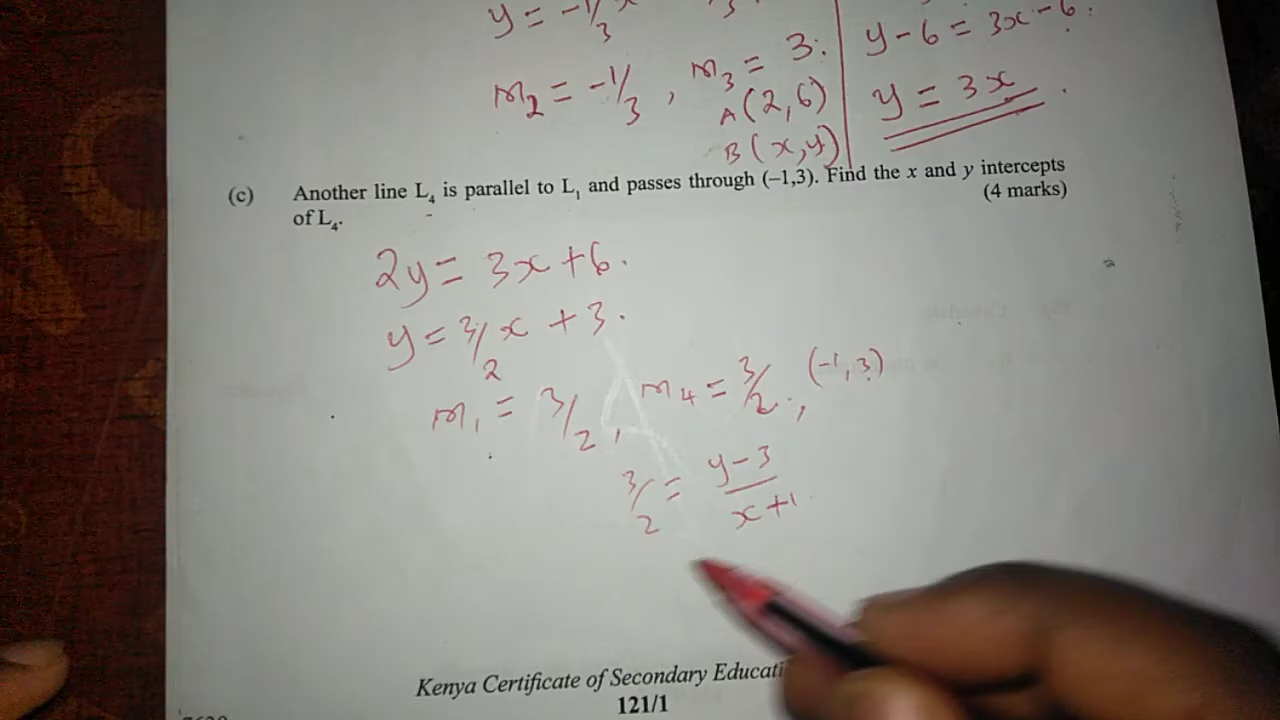 y = -1/3 x
y - 6 = 3x - 6
m2 = -1/3 , m3 = 3
A (2, 6)
B (x, y)
y = 3x
(c) Another line L4 is parallel to L1 and passes through (–1,3). Find the x and y intercepts
of L4. (4 marks)
2y = 3x + 6.
y = 3/2 x + 3.
m1 = 3/2 , m4 = 3/2 , (-1, 3)
3/2 = y - 3 / x + 1
Kenya Certificate of Secondary
121/1